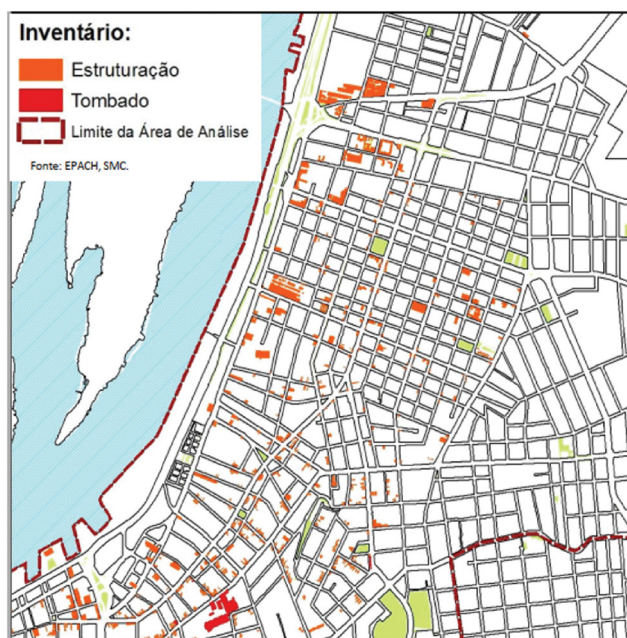 Inventário:
Estruturação
Tombado
Limite da Área de Análise
Fonte: EPACH, SMC.